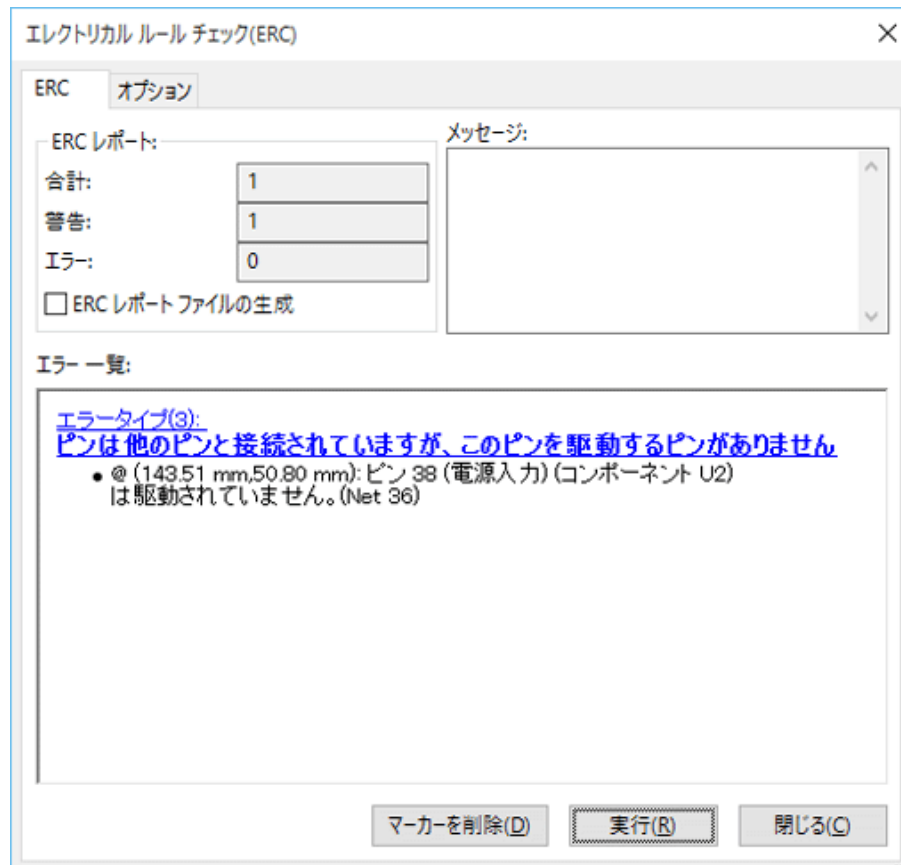 エレクトリカル ルール チェック(ERC)
ERC
オプション
ERC レポート:
合計:
1
警告:
1
エラー:
0
ERC レポート ファイルの生成
メッセージ:
エラー 一覧:
エラータイプ(3):
ピンは他のピンと接続されていますが、このピンを駆動するピンがありません
• @ (143.51 mm,50.80 mm): ピン 38 (電源入力) (コンポーネント U2)
は駆動されていません。(Net 36)
マーカーを削除(D)
実行(R)
閉じる(C)